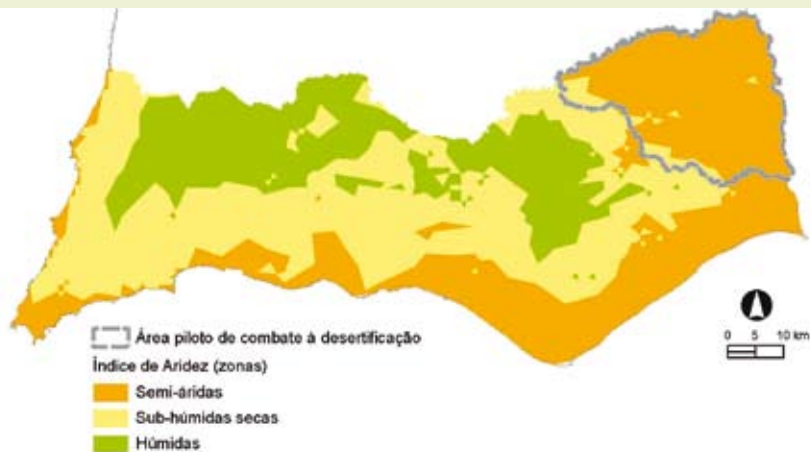 Área piloto de combate à desertificação
Índice de Aridez (zonas)
Semi-áridas
Sub-húmidas secas
Húmidas
0 5 10 km